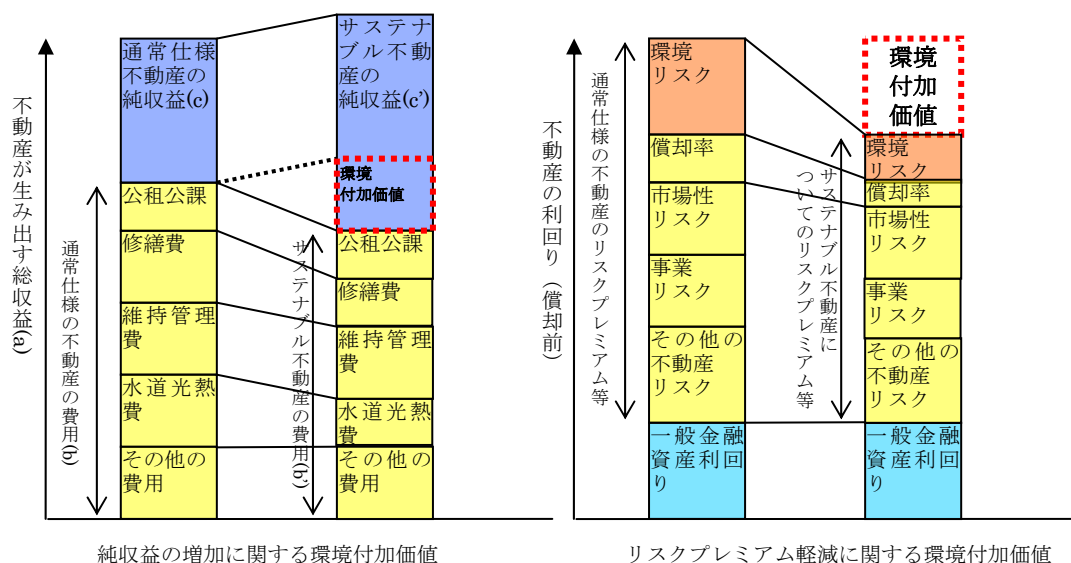 不動産が生み出す総収益(a)
通常仕様の不動産の費用(b)
通常仕様
不動産の
純収益(c)
公租公課
修繕費
維持管理
費
水道光熱
費
その他の
費用
サステナブル不動産の費用(b')
サステナ
ブル不動
産の
純収益(c’)
環境
付加価値
公租公課
修繕費
維持管理
費
水道光熱
費
その他の
費用
純収益の増加に関する環境付加価値
不動産の利回り（償却前）
通常仕様の不動産のリスクプレミアム等
環境
リスク
償却率
市場性
リスク
事業
リスク
その他の
不動産
リスク
一般金融
資産利回
り
サステナブル不動産に
ついてのリスクプレミアム等
環境
付加
価値
環境
リスク
償却率
市場性
リスク
事業
リスク
その他の
不動産
リスク
一般金融
資産利回
り
リスクプレミアム軽減に関する環境付加価値